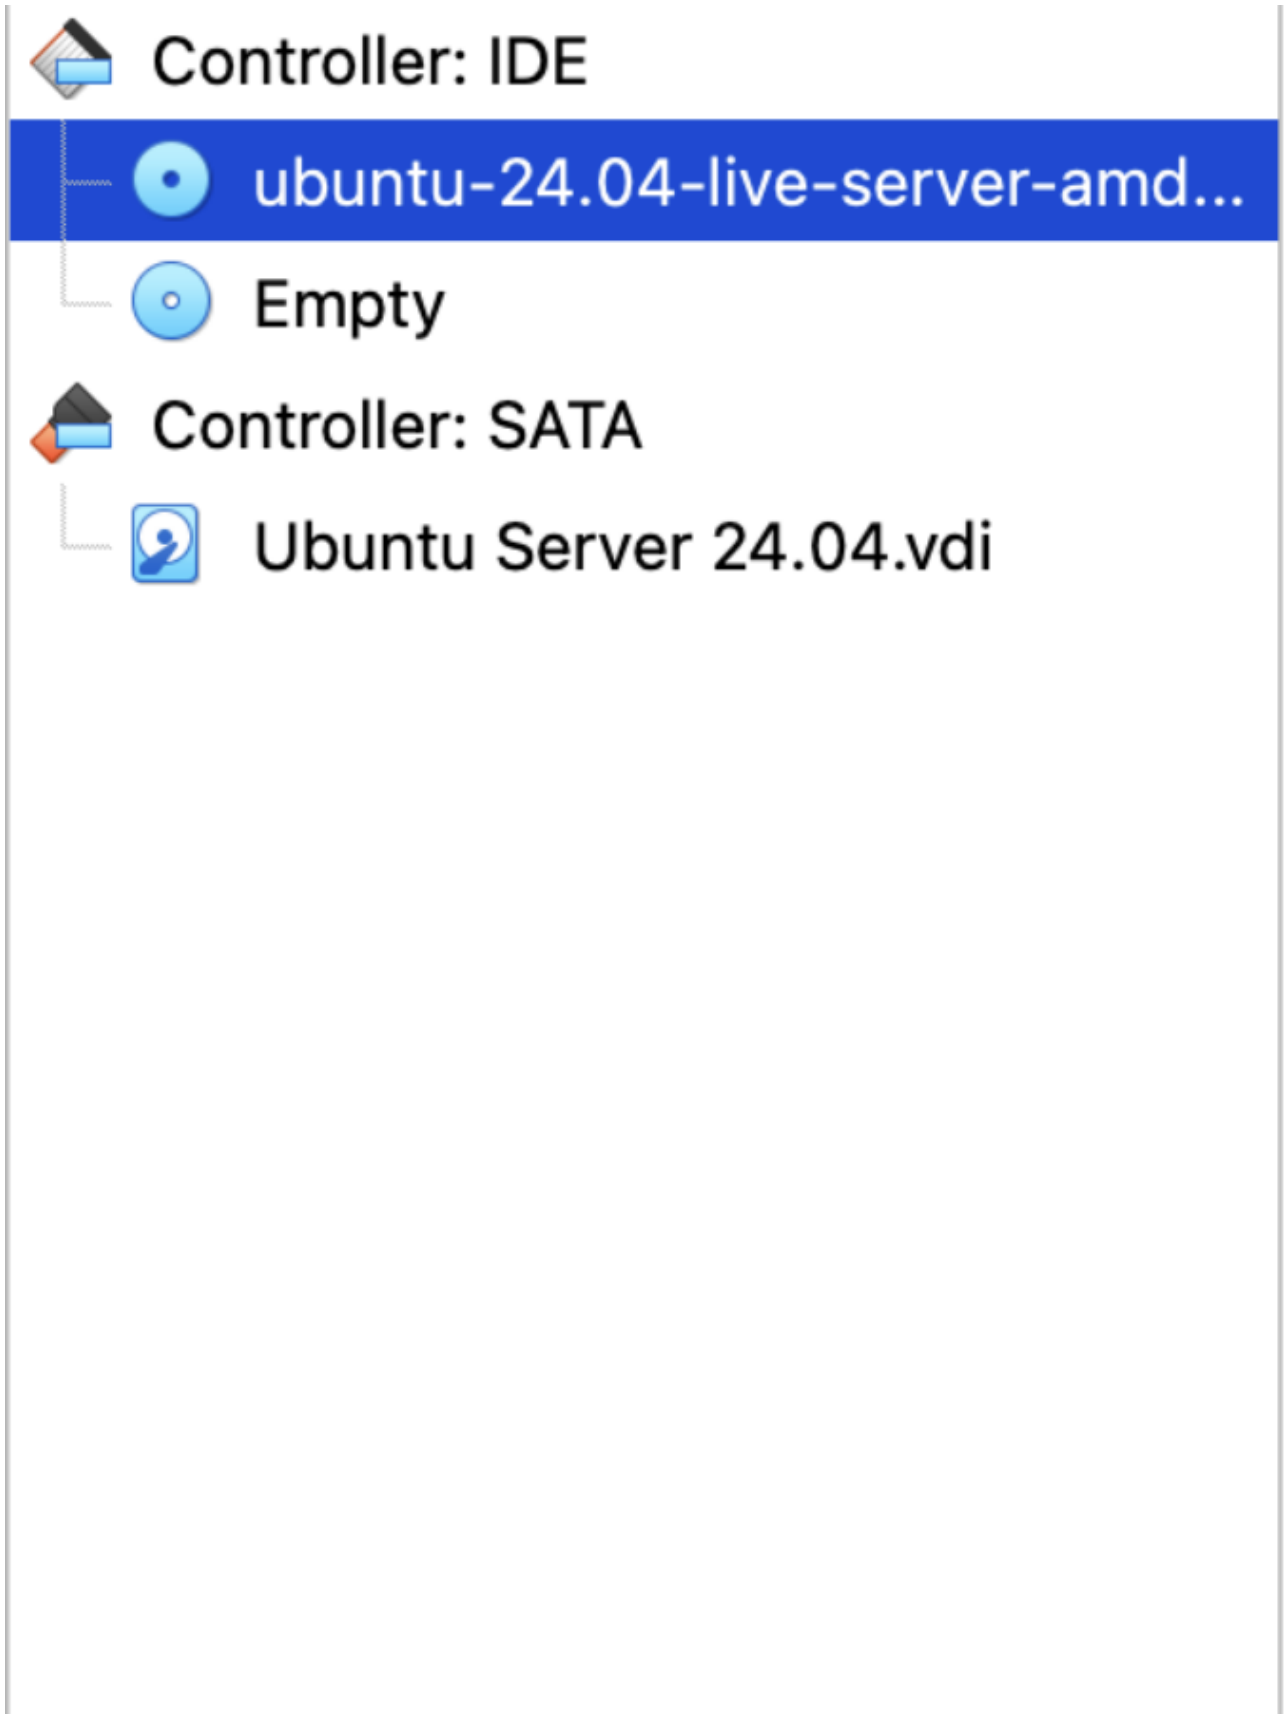 Controller: IDE
ubuntu-24.04-live-server-amd...
Empty
Controller: SATA
Ubuntu Server 24.04.vdi